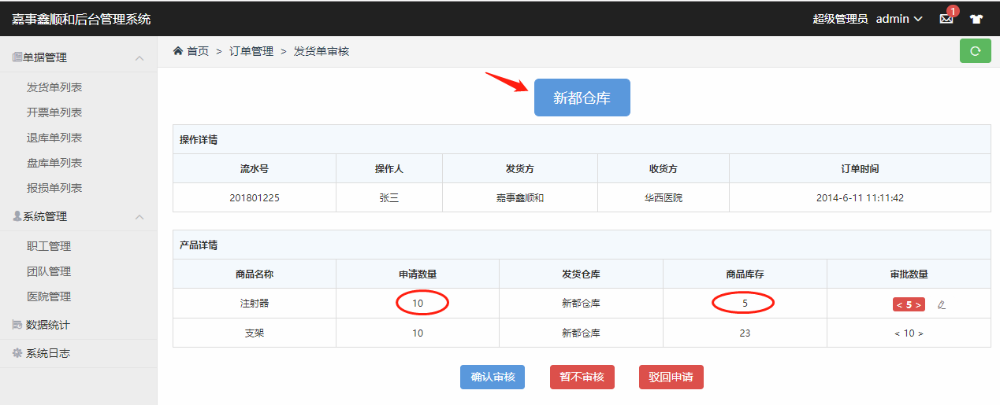 嘉事鑫顺和后台管理系统
超级管理员 admin
1
单据管理
发货单列表
开票单列表
退库单列表
盘库单列表
报损单列表
系统管理
职工管理
团队管理
医院管理
数据统计
系统日志
首页 > 订单管理 > 发货单审核
新都仓库
操作详情
流水号 操作人 发货方 收货方 订单时间
201801225 张三 嘉事鑫顺和 华西医院 2014-6-11 11:11:42
产品详情
商品名称 申请数量 发货仓库 商品库存 审批数量
注射器 10 新都仓库 5 < 5 >
支架 10 新都仓库 23 < 10 >
确认审核 暂不审核 驳回申请